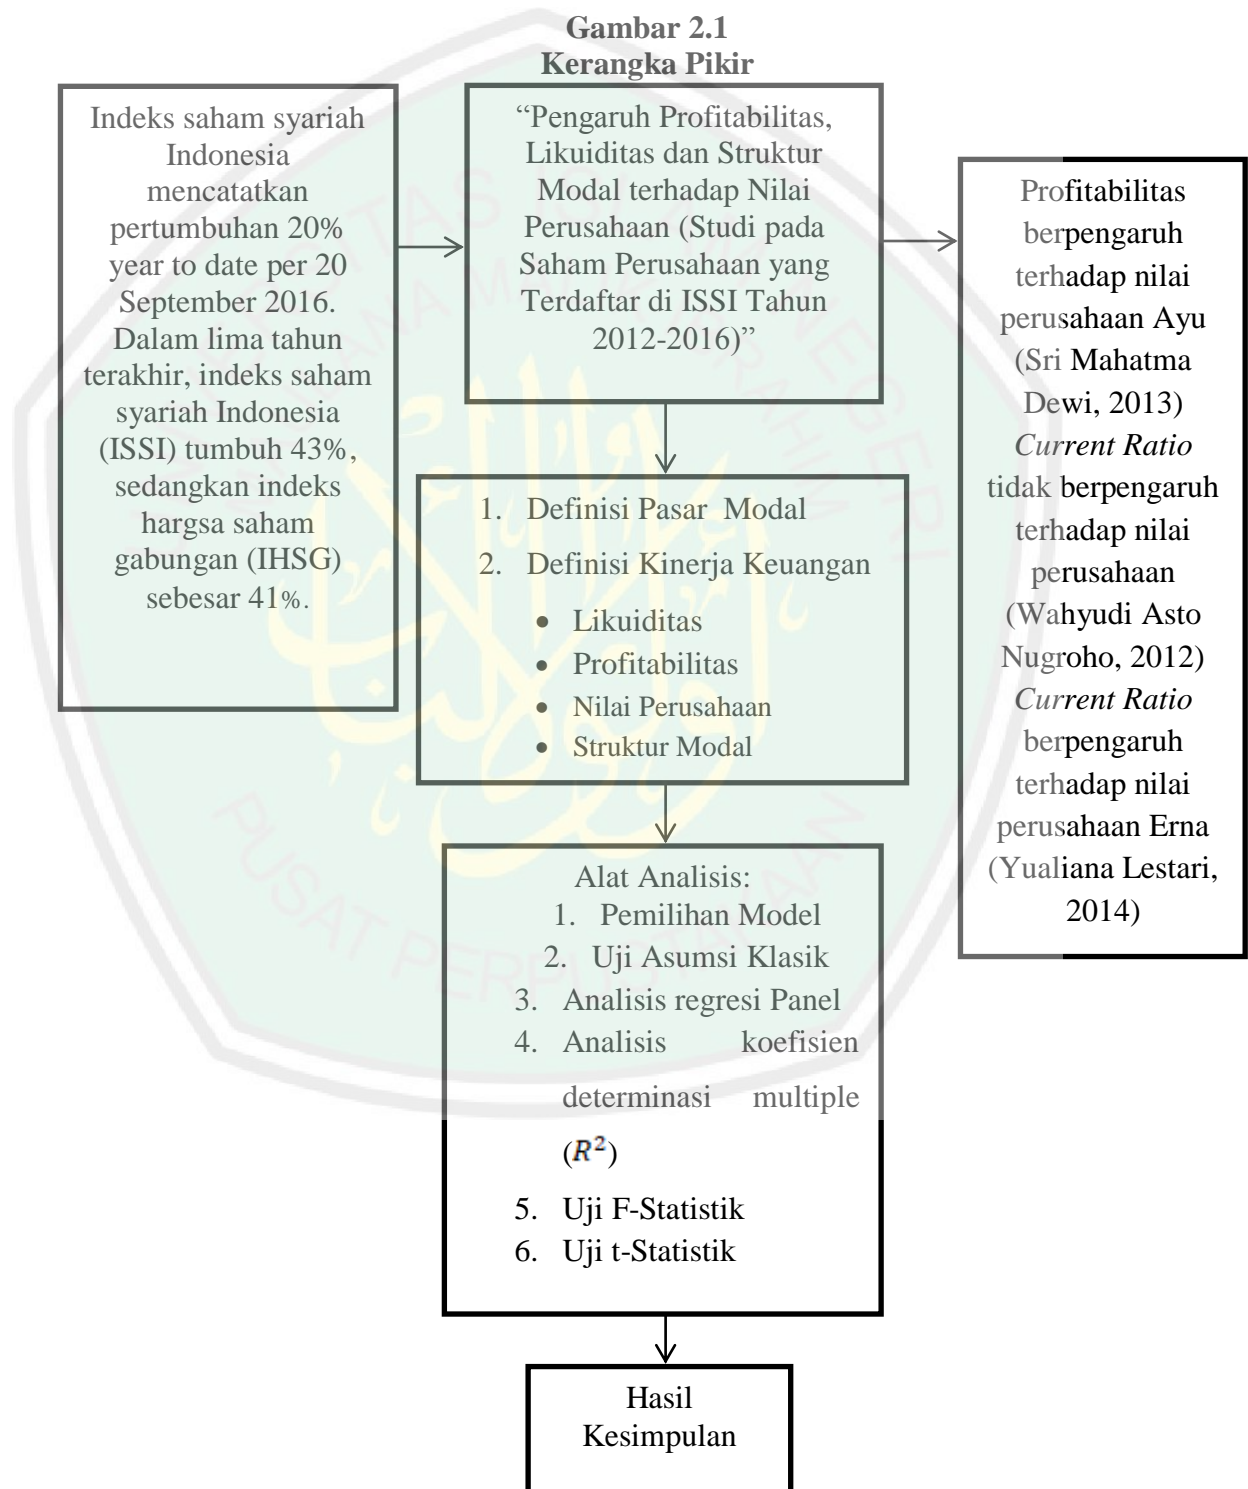 Gambar 2.1
Kerangka Pikir
Indeks saham syariah
Indonesia
mencatatkan
pertumbuhan 20%
year to date per 20
September 2016.
Dalam lima tahun
terakhir, indeks saham
syariah Indonesia
(ISSI) tumbuh 43%,
sedangkan indeks
hargsa saham
gabungan (IHSG)
sebesar 41%.
“Pengaruh Profitabilitas,
Likuiditas dan Struktur
Modal terhadap Nilai
Perusahaan (Studi pada
Saham Perusahaan yang
Terdaftar di ISSI Tahun
2012-2016)”
Profitabilitas
berpengaruh
terhadap nilai
perusahaan Ayu
(Sri Mahatma
Dewi, 2013)
Current Ratio
tidak berpengaruh
terhadap nilai
perusahaan
(Wahyudi Asto
Nugroho, 2012)
Current Ratio
berpengaruh
terhadap nilai
perusahaan Erna
(Yualiana Lestari,
2014)
1. Definisi Pasar Modal
2. Definisi Kinerja Keuangan
• Likuiditas
• Profitabilitas
• Nilai Perusahaan
• Struktur Modal
Alat Analisis:
1. Pemilihan Model
2. Uji Asumsi Klasik
3. Analisis regresi Panel
4. Analisis koefisien
determinasi multiple
(R²)
5. Uji F-Statistik
6. Uji t-Statistik
Hasil
Kesimpulan
PUSAT PERPUSTAKAAN